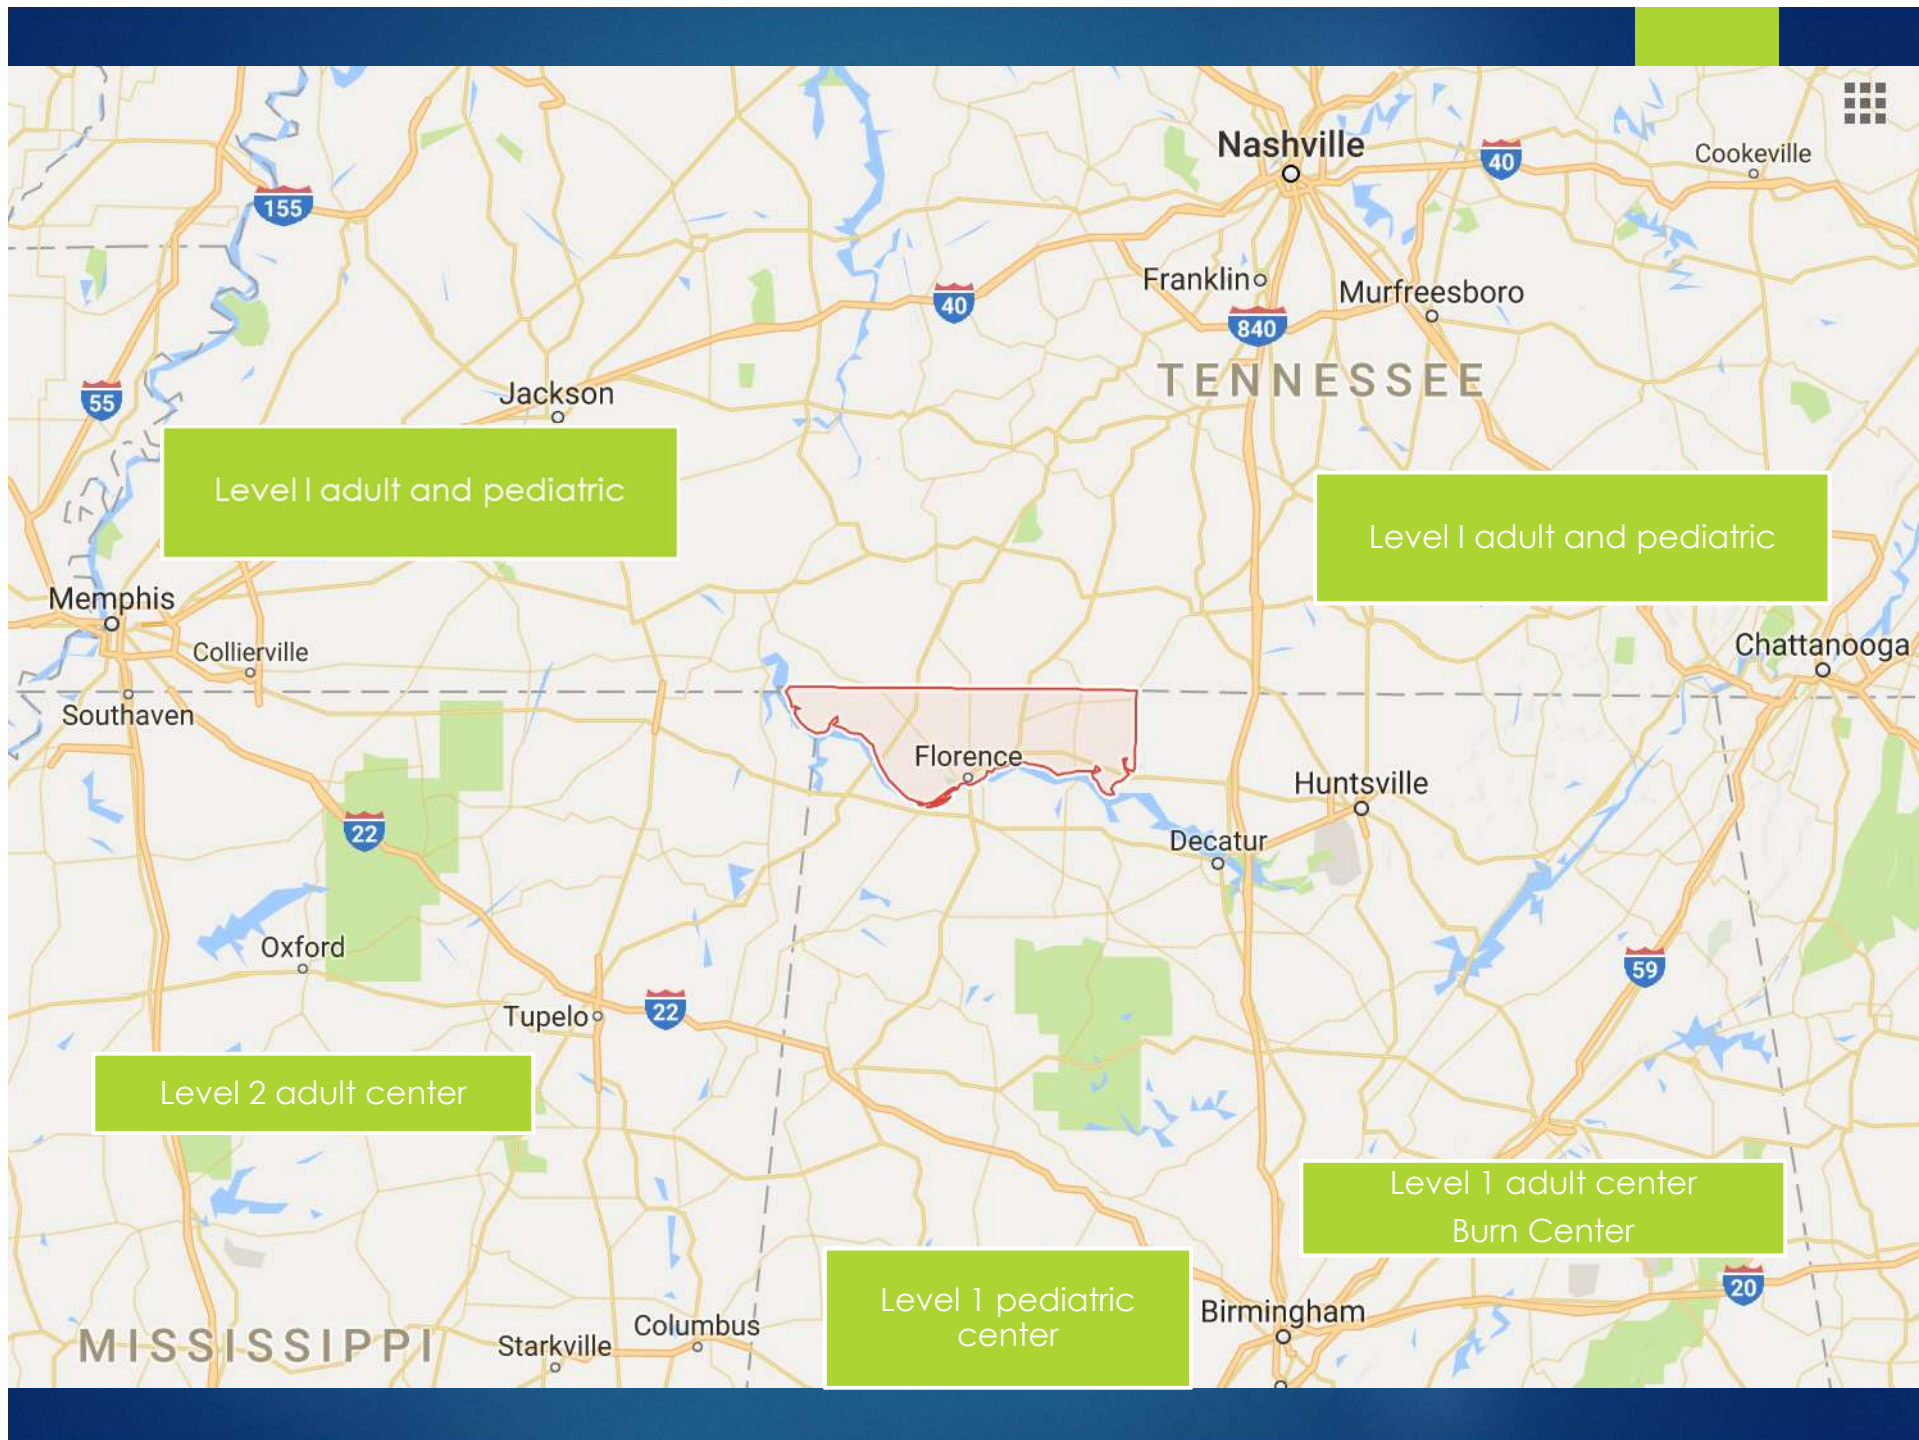 Nashville
40
Cookeville
155
Franklin
Murfreesboro
40
840
TENNESSEE
55
Jackson
Level I adult and pediatric
Level I adult and pediatric
Memphis
Collierville
Chattanooga
Southaven
Florence
Huntsville
22
Decatur
Oxford
59
Tupelo
22
Level 2 adult center
Level 1 adult center
Burn Center
Level 1 pediatric
center
20
Birmingham
Columbus
MISSISSIPPI
Starkville